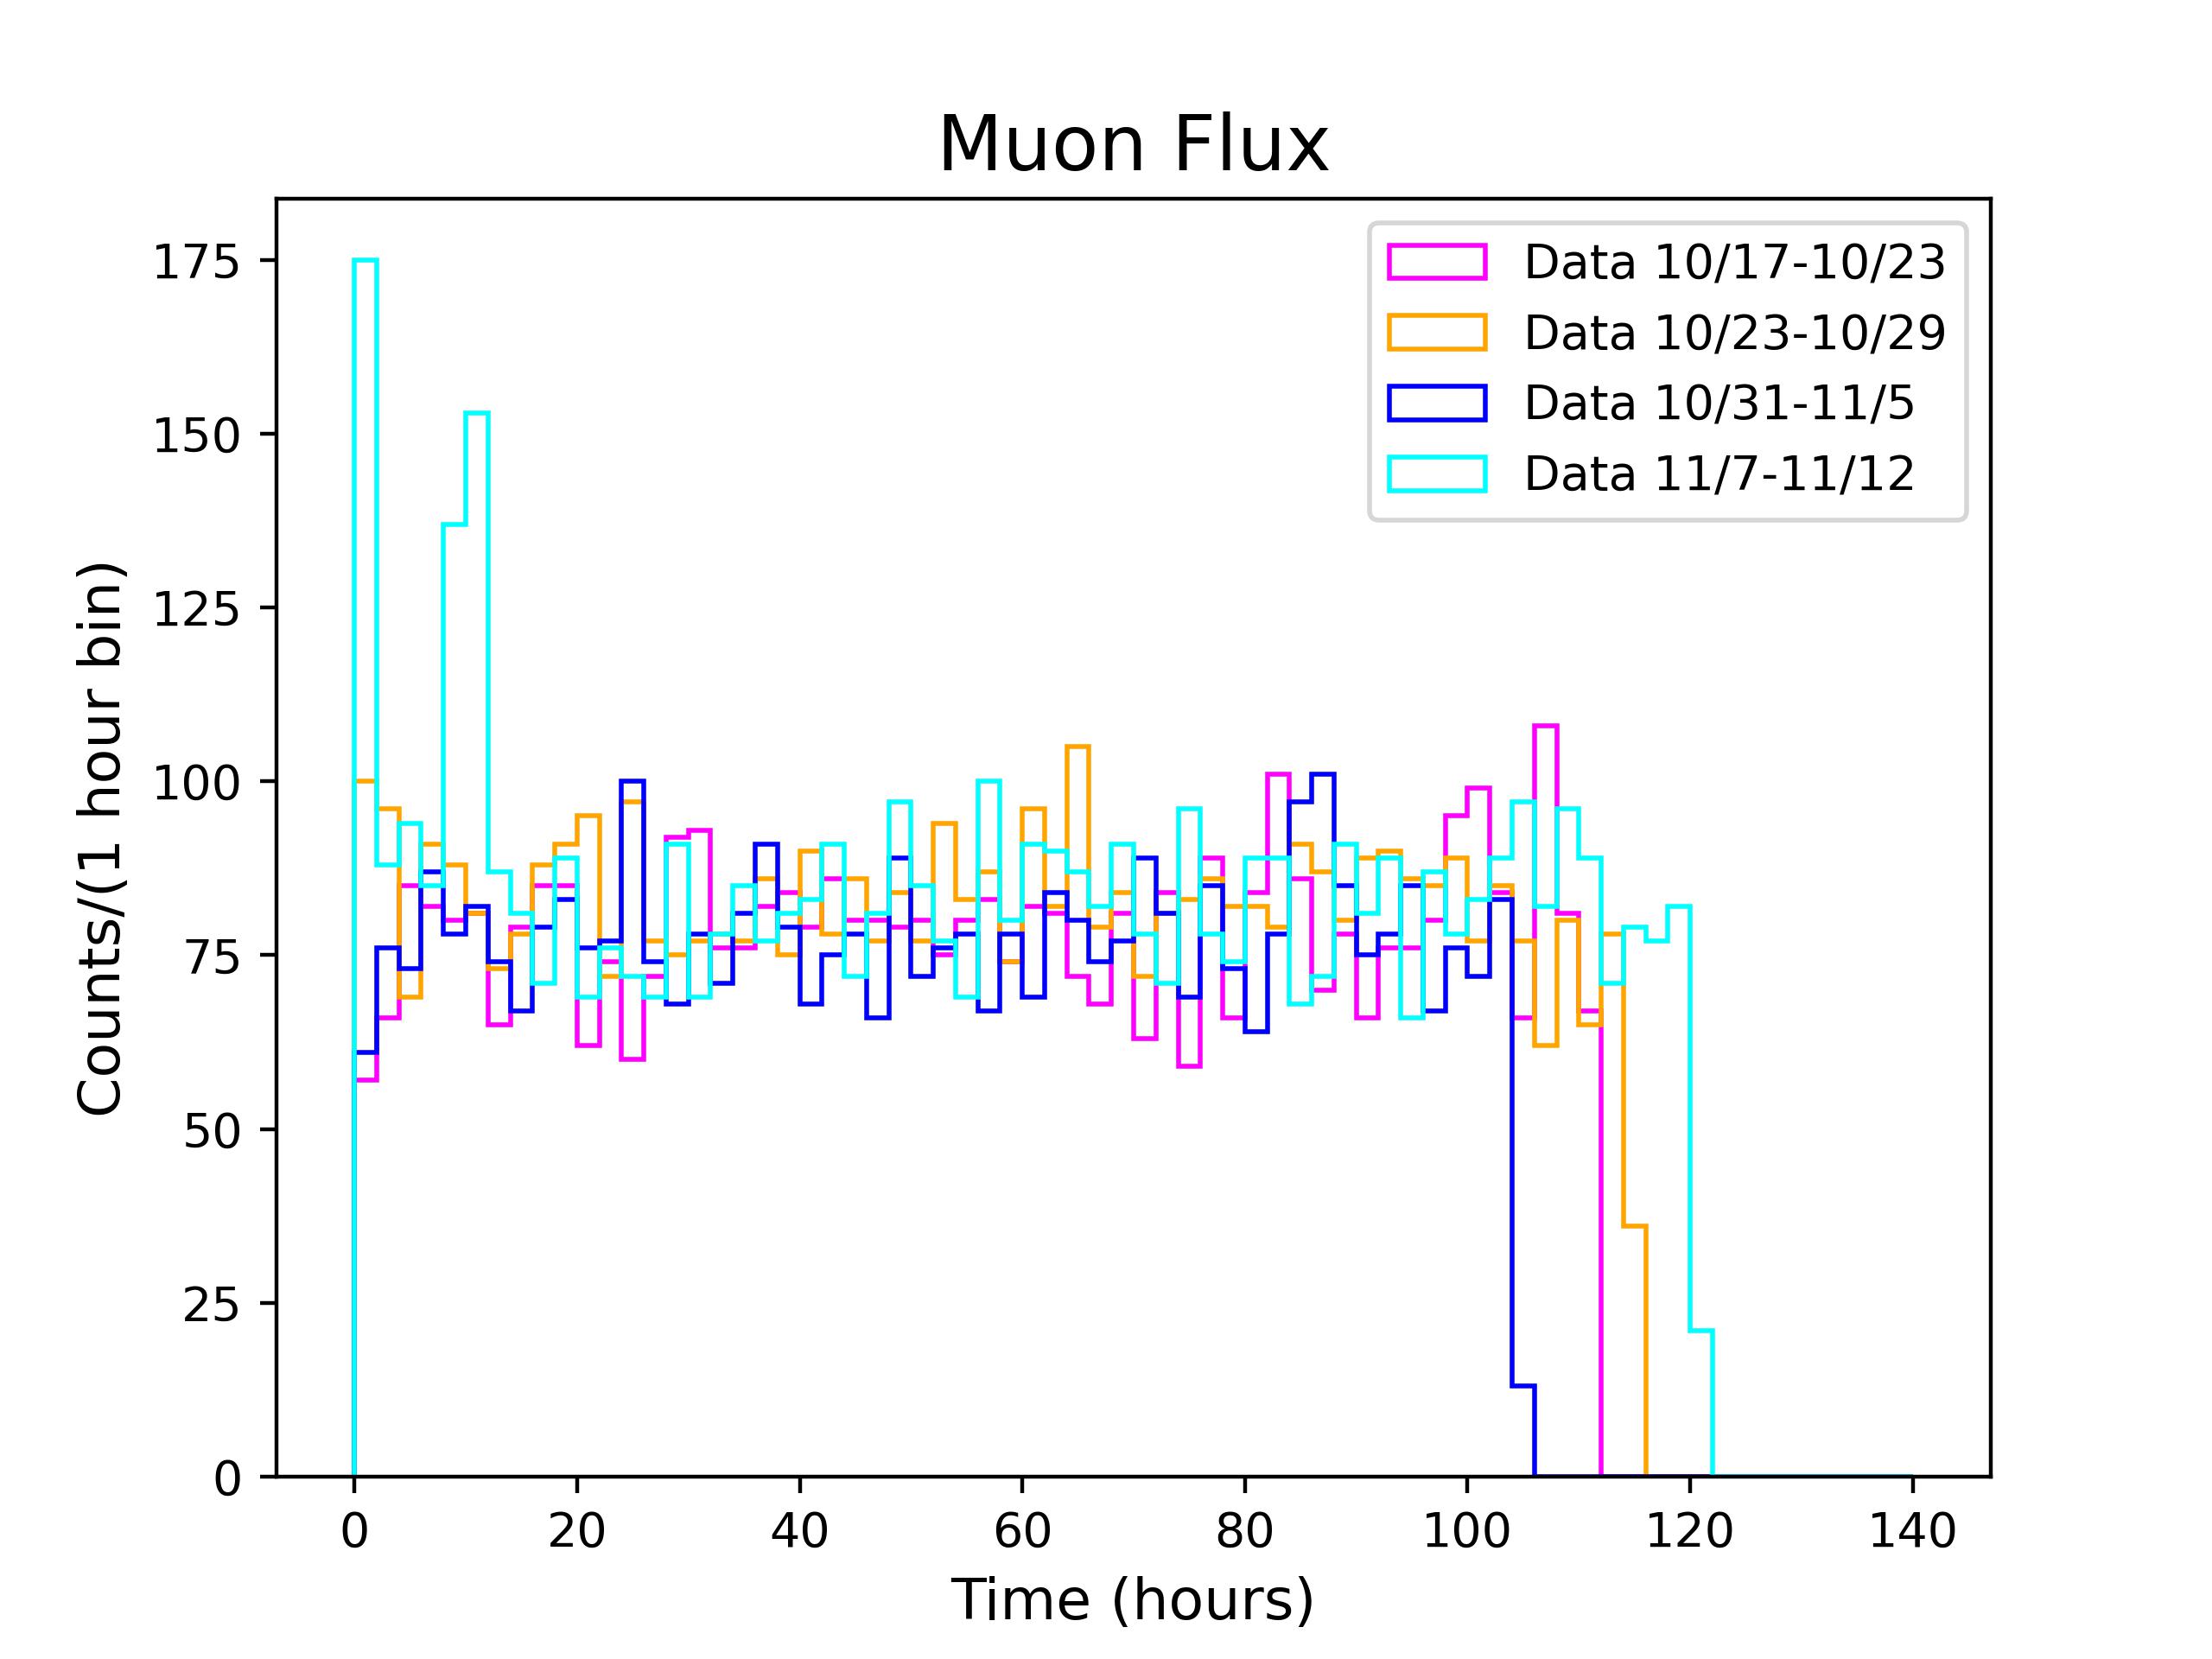 Muon Flux
Data 10/17-10/23
Data 10/23-10/29
Data 10/31-11/5
Data 11/7-11/12
Counts/(1 hour bin)
175
150
125
100
75
50
25
0
0 20 40 60 80 100 120 140
Time (hours)